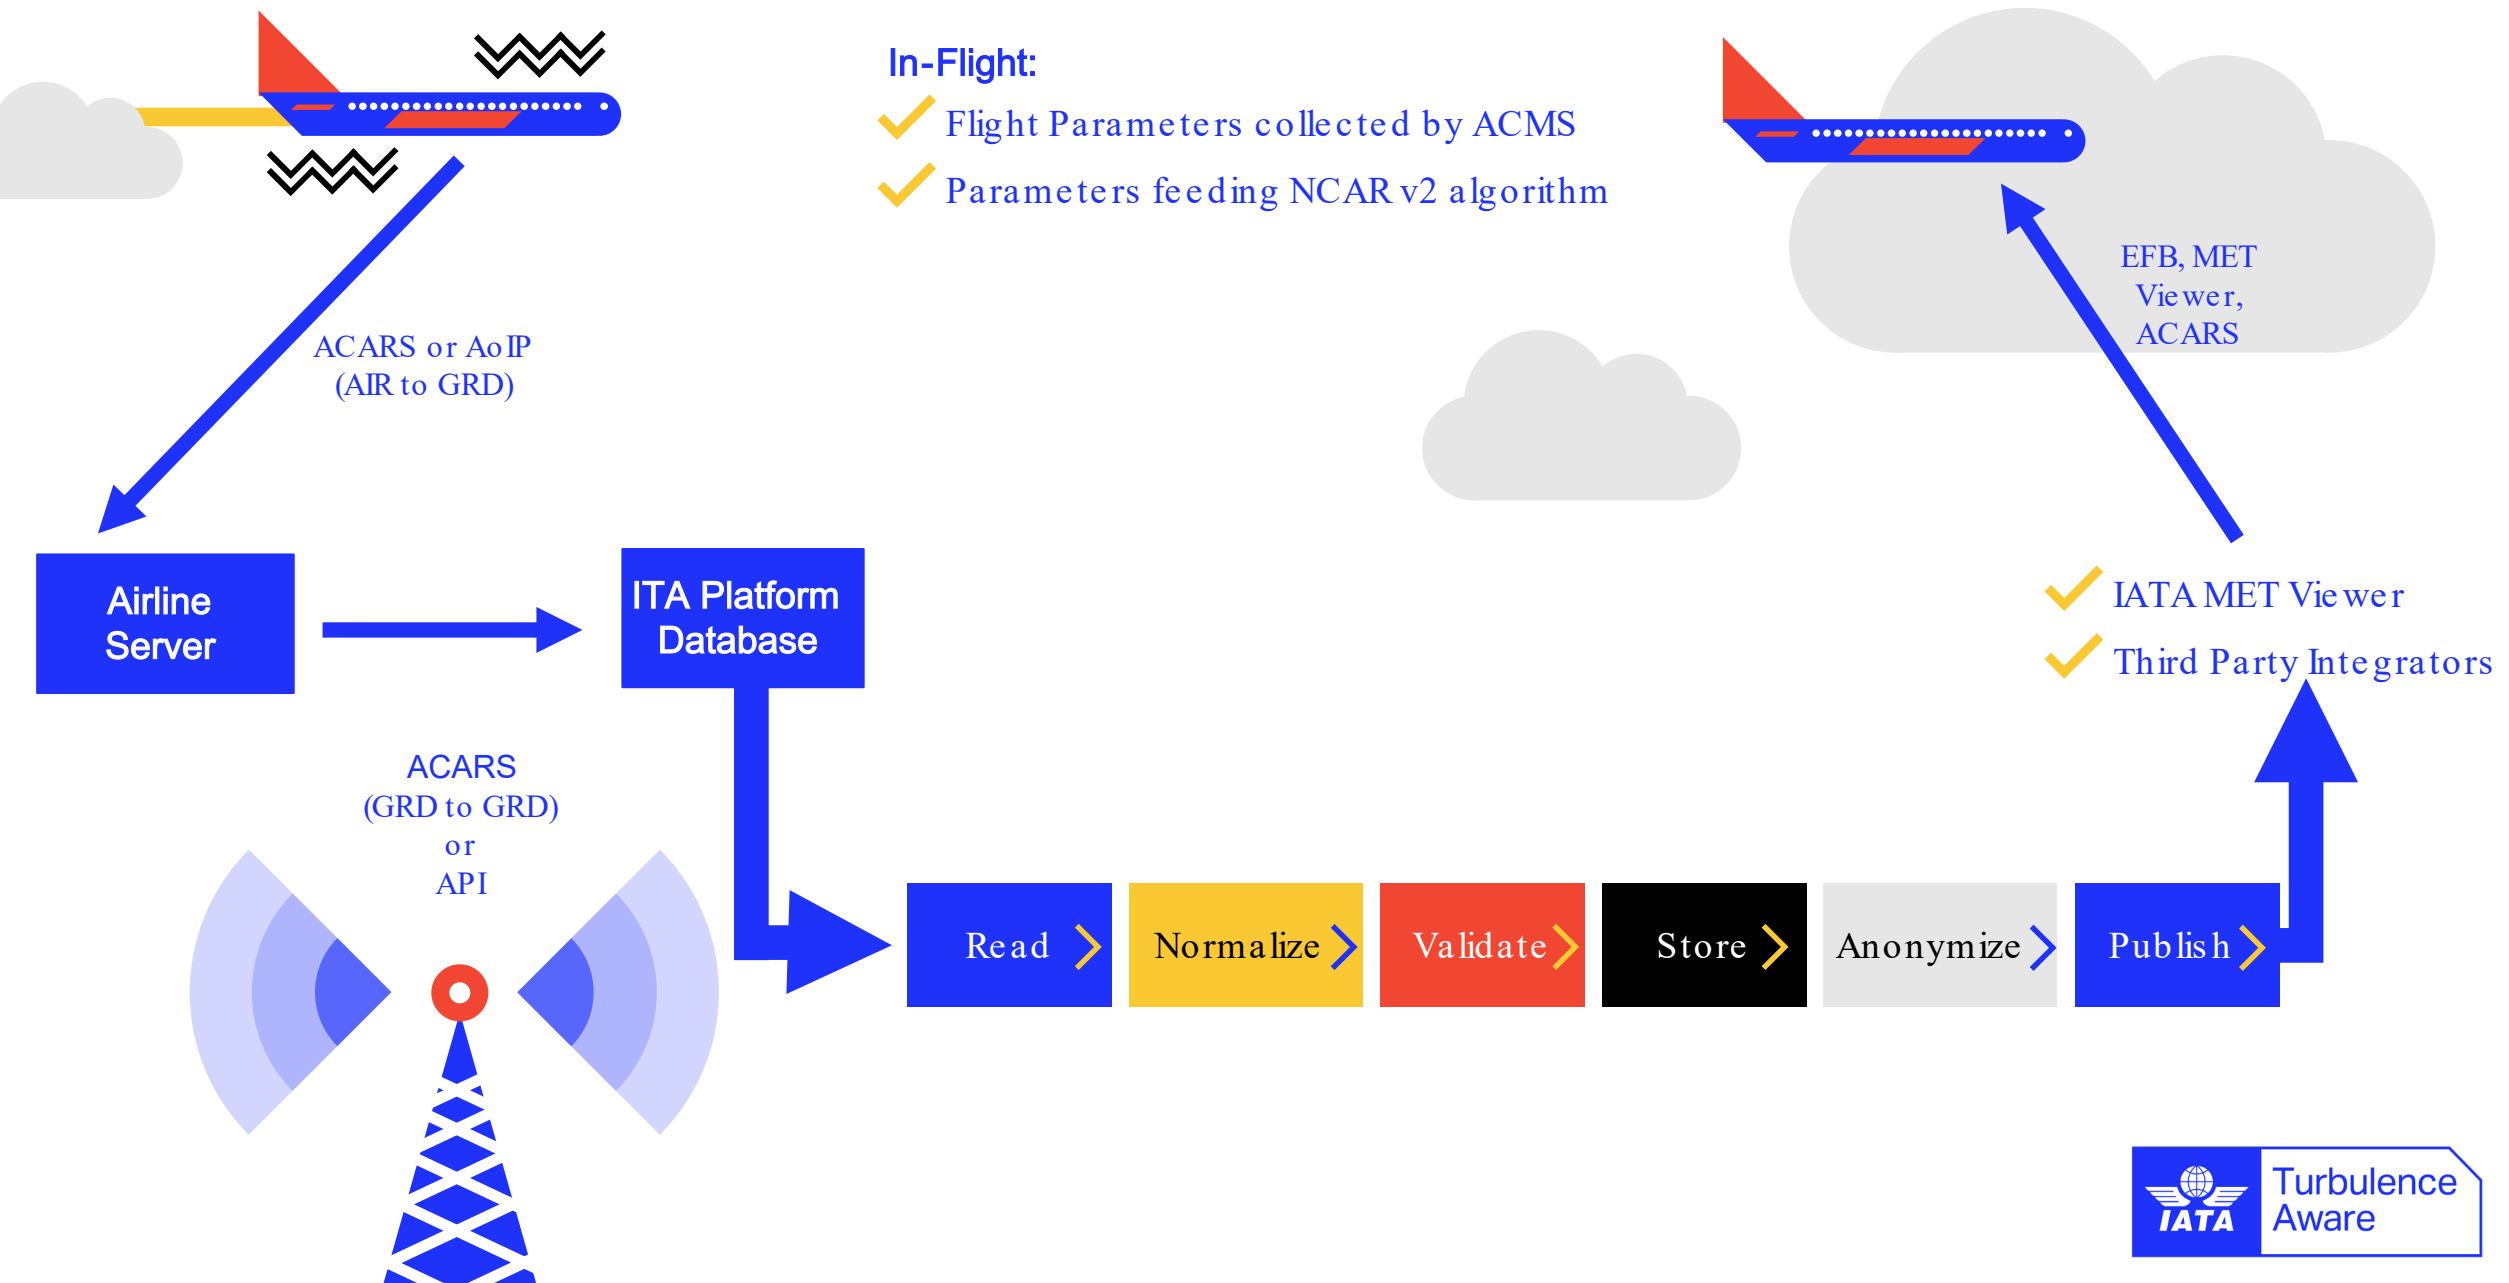 In-Flight:
Flight Parameters collected by ACMS
Parameters feeding NCAR v2 algorithm
ACARS or AoIP
(AIR to GRD)
EFB, MET
Viewer,
ACARS
Airline
Server
ITA Platform
Database
IATA MET Viewer
Third Party Integrators
ACARS
(GRD to GRD)
or
API
Read
Normalize
Validate
Store
Anonymize
Publish
IATA
Turbulence
Aware